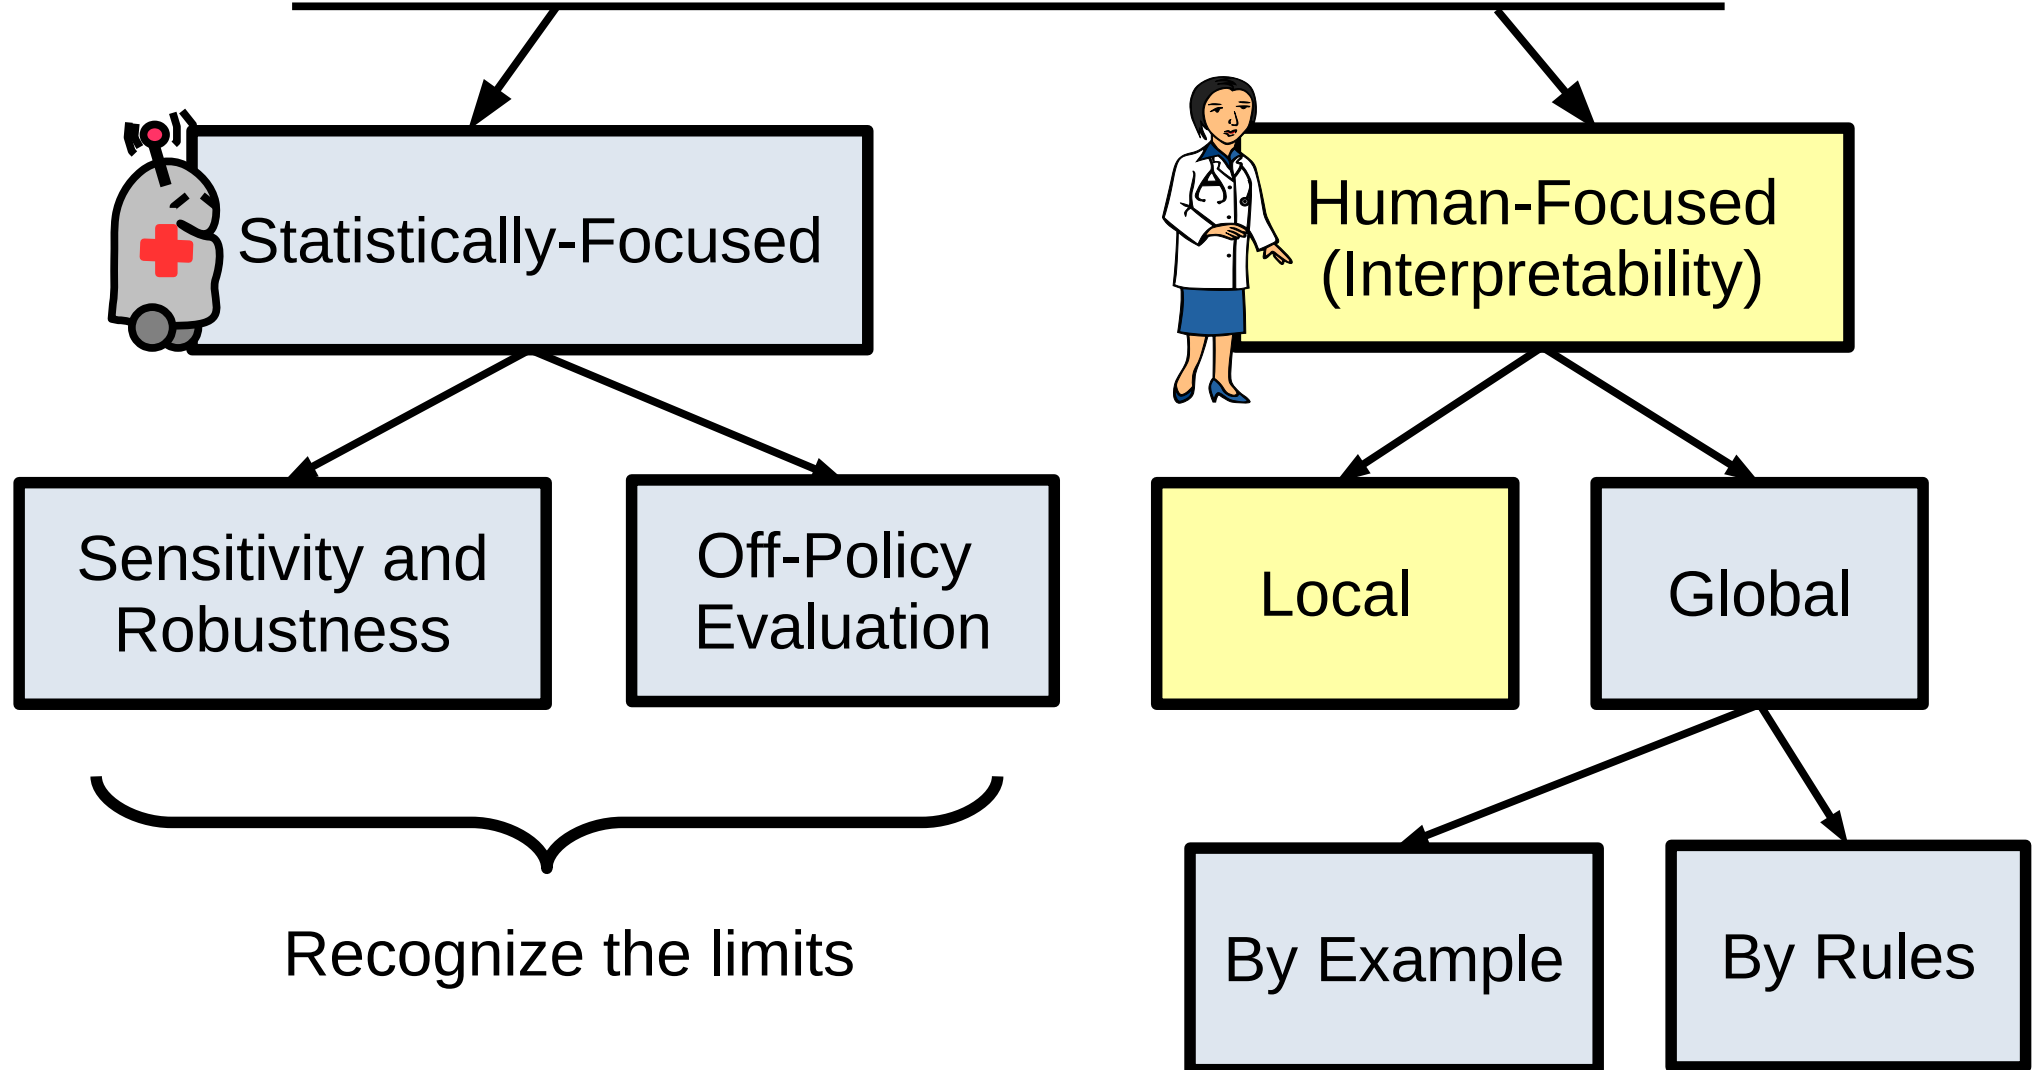 Statistically-Focused
Human-Focused
(Interpretability)
Sensitivity and
Robustness
Off-Policy
Evaluation
Local
Global
Recognize the limits
By Example
By Rules